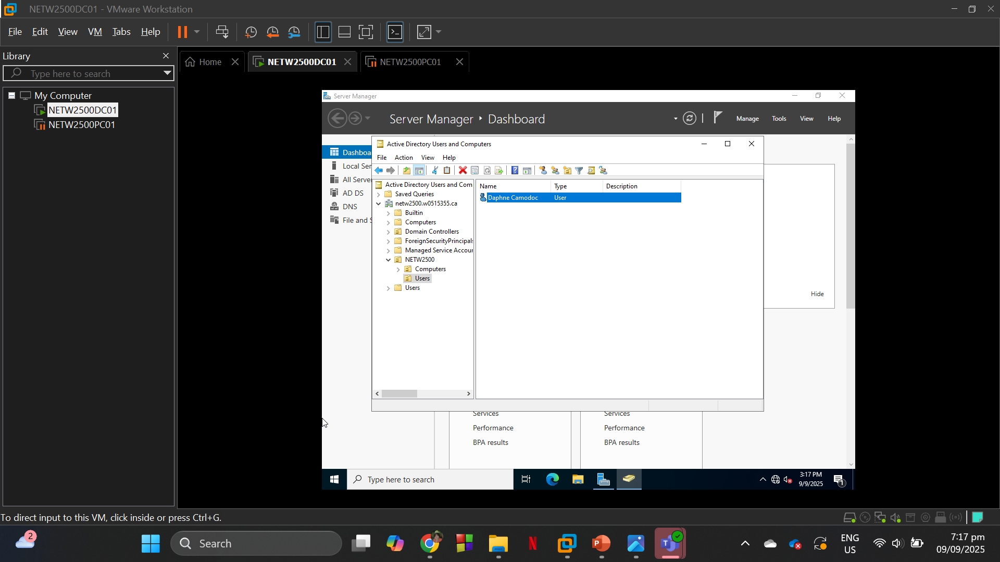 NETW2500DC01 - VMware Workstation
File Edit View VM Tabs Help
Library
Type here to search
My Computer
NETW2500DC01
NETW2500PC01
Home
NETW2500DC01
NETW2500PC01
Server Manager
Server Manager Dashboard
Manage Tools View Help
Dashboa
Local Ser
All Server
AD DS
DNS
File and S
Active Directory Users and Computers
File Action View Help
Active Directory Users and Com
Saved Queries
netw2500.w0515355.ca
Builtin
Computers
Domain Controllers
ForeignSecurityPrincipals
Managed Service Accour
NETW2500
Computers
Users
Users
Name Type Description
Daphne Camodoc User
Hide
Services
Performance
BPA results
Services
Performance
BPA results
Type here to search
3:17 PM
9/9/2025
1
To direct input to this VM, click inside or press Ctrl+G.
2
Search
ENG
US
7:17 pm
09/09/2025